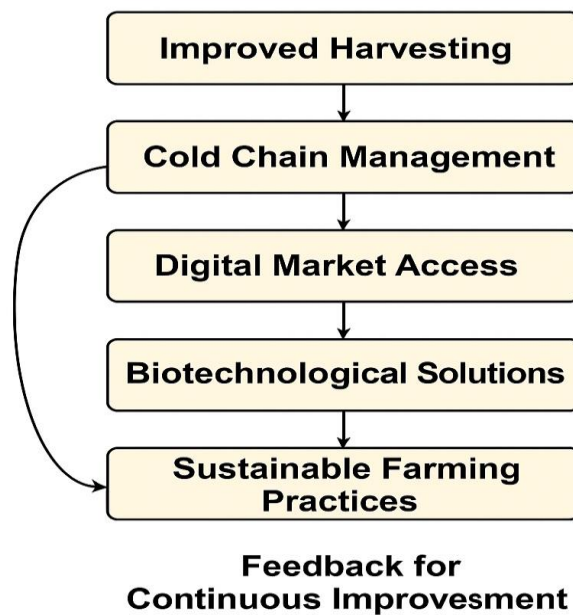 Improved Harvesting
Cold Chain Management
Digital Market Access
Biotechnological Solutions
Sustainable Farming
Practices
Feedback for
Continuous Improvesment